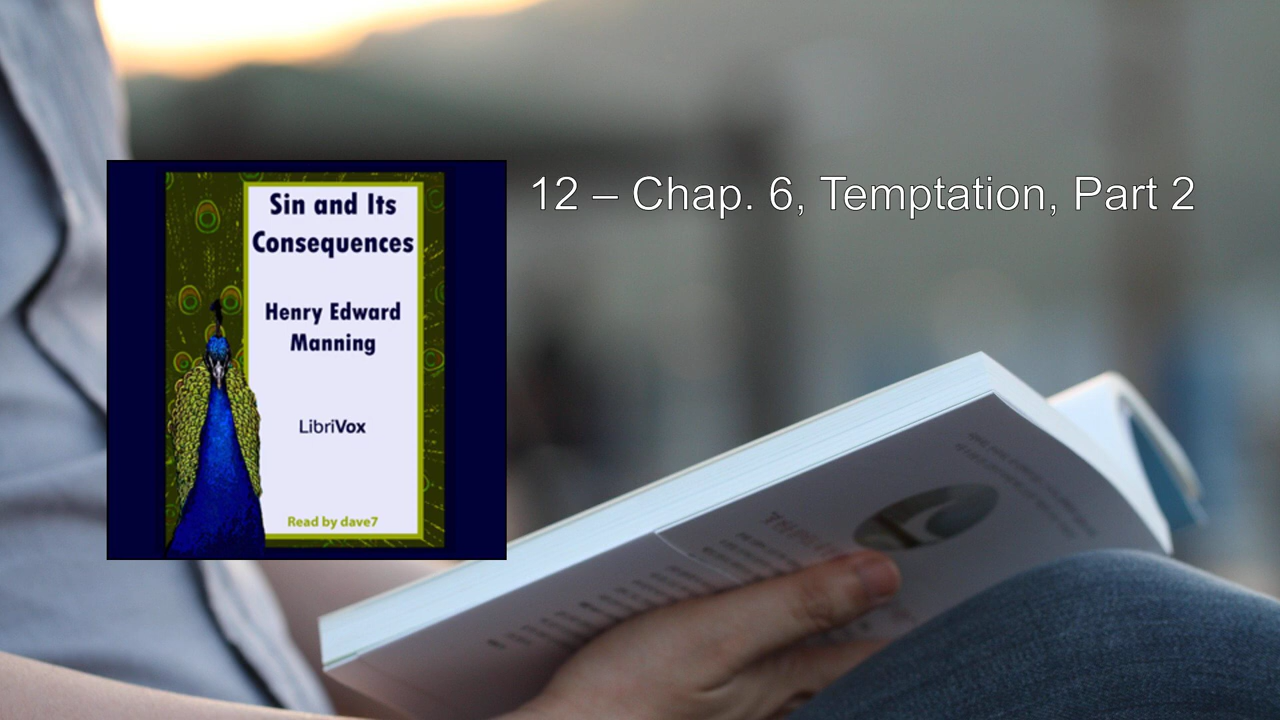 Sin and Its
Consequences
Henry Edward
Manning
LibriVox
Read by dave7
12 – Chap. 6, Temptation, Part 2